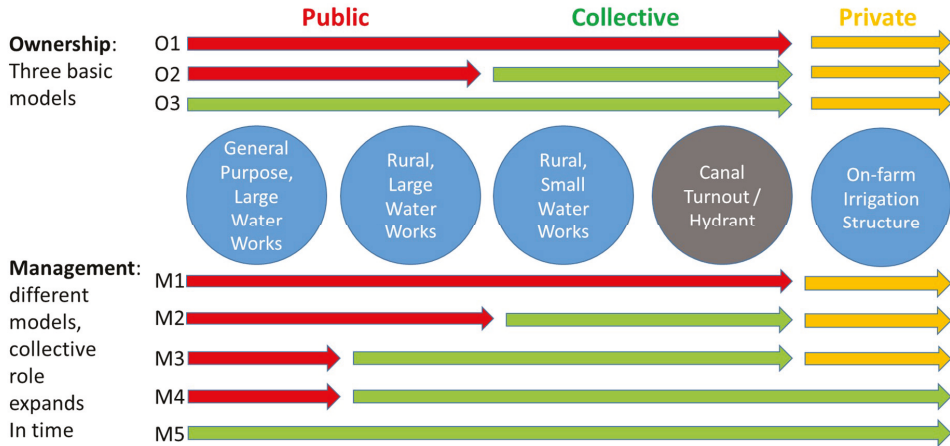 Public Collective Private
Ownership:
Three basic
models
O1
O2
O3
General
Purpose,
Large
Water
Works
Rural,
Large
Water
Works
Rural,
Small
Water
Works
Canal
Turnout /
Hydrant
On-farm
Irrigation
Structure
Management:
different
models,
collective
role
expands
In time
M1
M2
M3
M4
M5